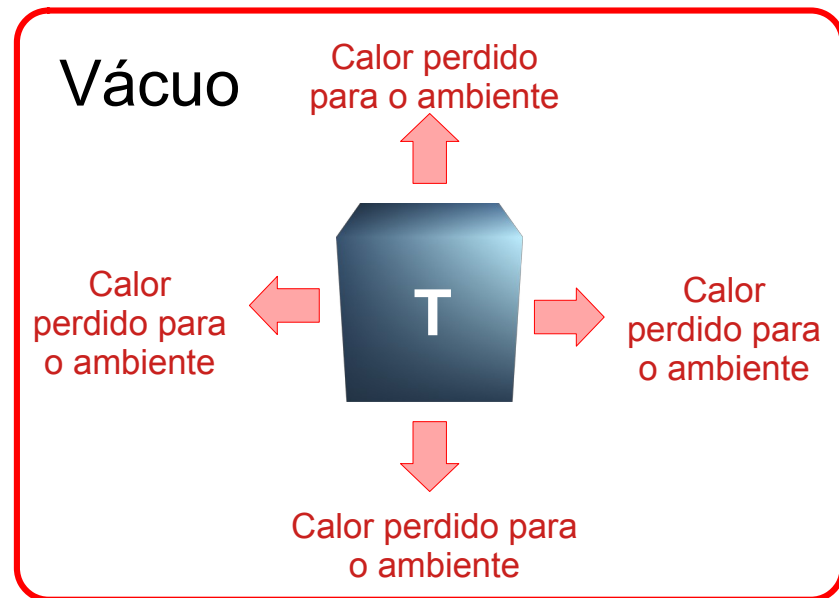 Vácuo
Calor perdido
para o ambiente
Calor
perdido para
o ambiente
T
Calor
perdido para
o ambiente
Calor perdido para
o ambiente